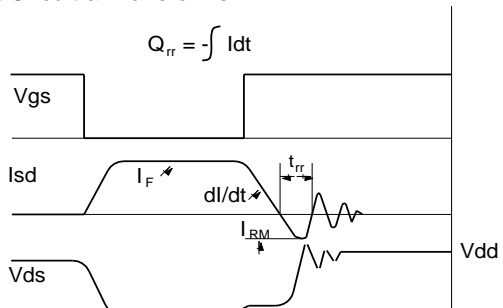 Qrr = -∫ Idt
Vgs
Isd
IF
dI/dt
trr
IRM
Vdd
Vds